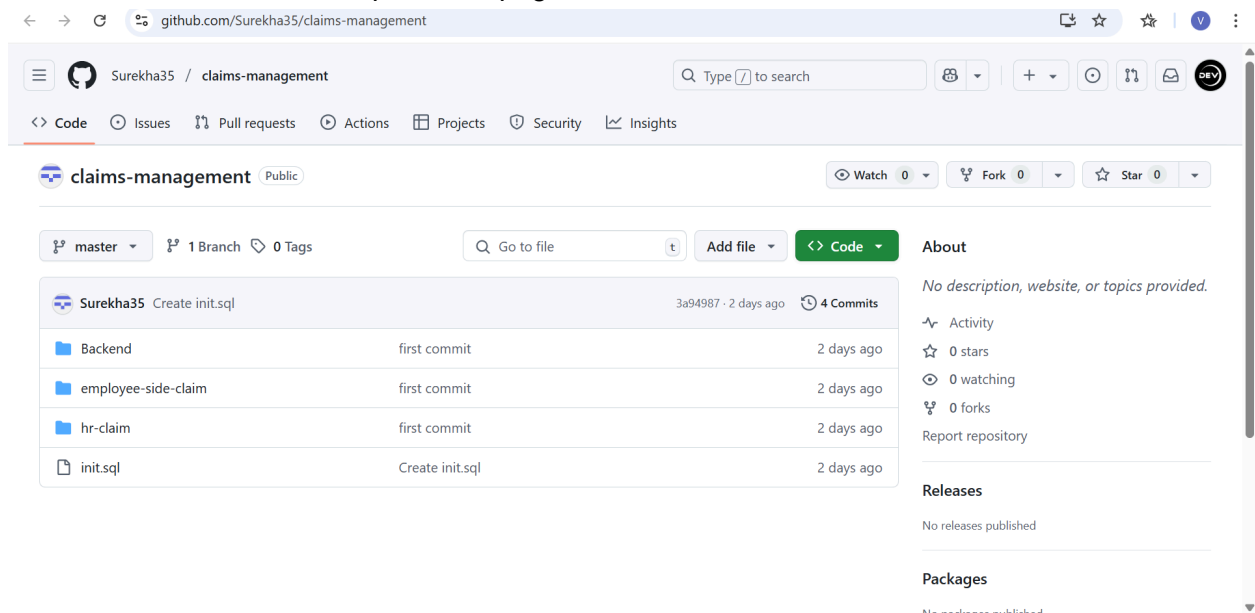 github.com/Surekha35/claims-management
V
Surekha35 / claims-management
Type / to search
DEV
Code Issues Pull requests Actions Projects Security Insights
claims-management Public
Watch 0 Fork 0 Star 0
master 1 Branch 0 Tags Go to file t Add file Code
Surekha35 Create init.sql 3a94987 · 2 days ago 4 Commits
Backend first commit 2 days ago
employee-side-claim first commit 2 days ago
hr-claim first commit 2 days ago
init.sql Create init.sql 2 days ago
About
No description, website, or topics provided.
Activity
0 stars
0 watching
0 forks
Report repository
Releases
No releases published
Packages
No packages published